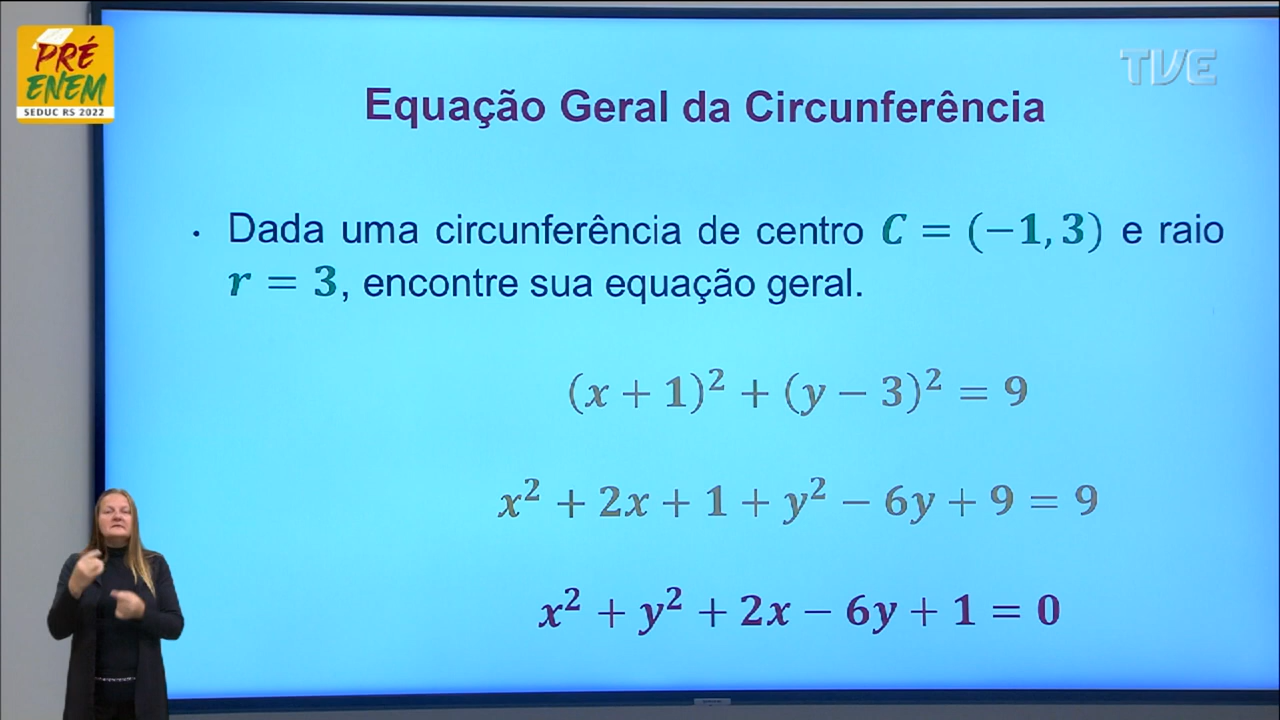 PRÉ
ENEM
SEDUC RS 2022
TVE
Equação Geral da Circunferência
• Dada uma circunferência de centro C = (−1, 3) e raio
r = 3, encontre sua equação geral.
(x + 1)² + (y − 3)² = 9
x² + 2x + 1 + y² − 6y + 9 = 9
x² + y² + 2x − 6y + 1 = 0